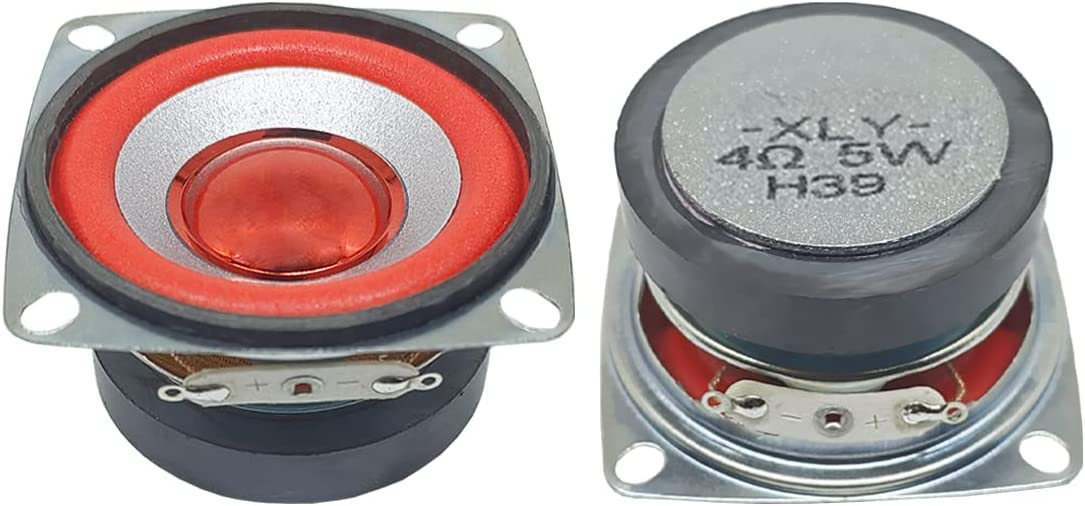 -XLY-
4Ω 5W
H39
+ -
- +
-